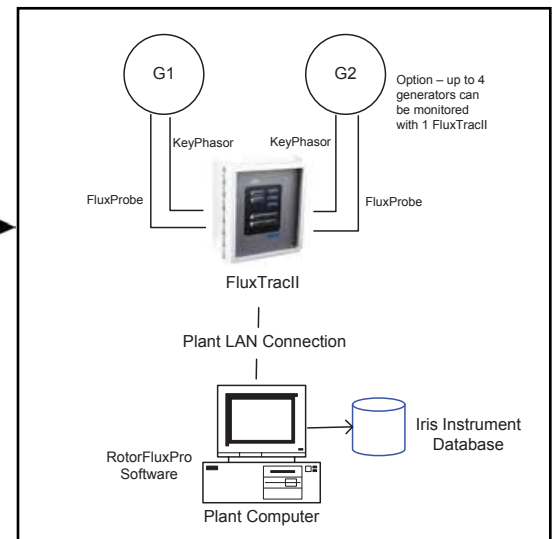 G1
G2
Option – up to 4
generators can
be monitored
with 1 FluxTracII
KeyPhasor
KeyPhasor
FluxProbe
FluxProbe
FluxTracII
Plant LAN Connection
RotorFluxPro
Software
Iris Instrument
Database
Plant Computer